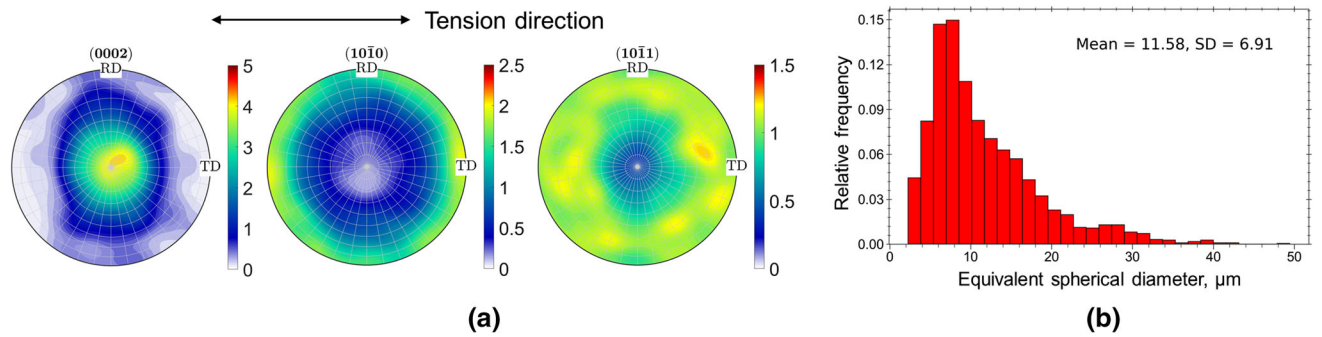 Tension direction
(0002)
RD
TD
5
4
3
2
1
0
(101̄0)
RD
TD
2.5
2
1.5
1
0.5
0
(101̄1)
RD
TD
1.5
1
0.5
0
(a)
Mean = 11.58, SD = 6.91
Relative frequency
0.15
0.12
0.09
0.06
0.03
0.00
0 10 20 30 40 50
Equivalent spherical diameter, μm
(b)